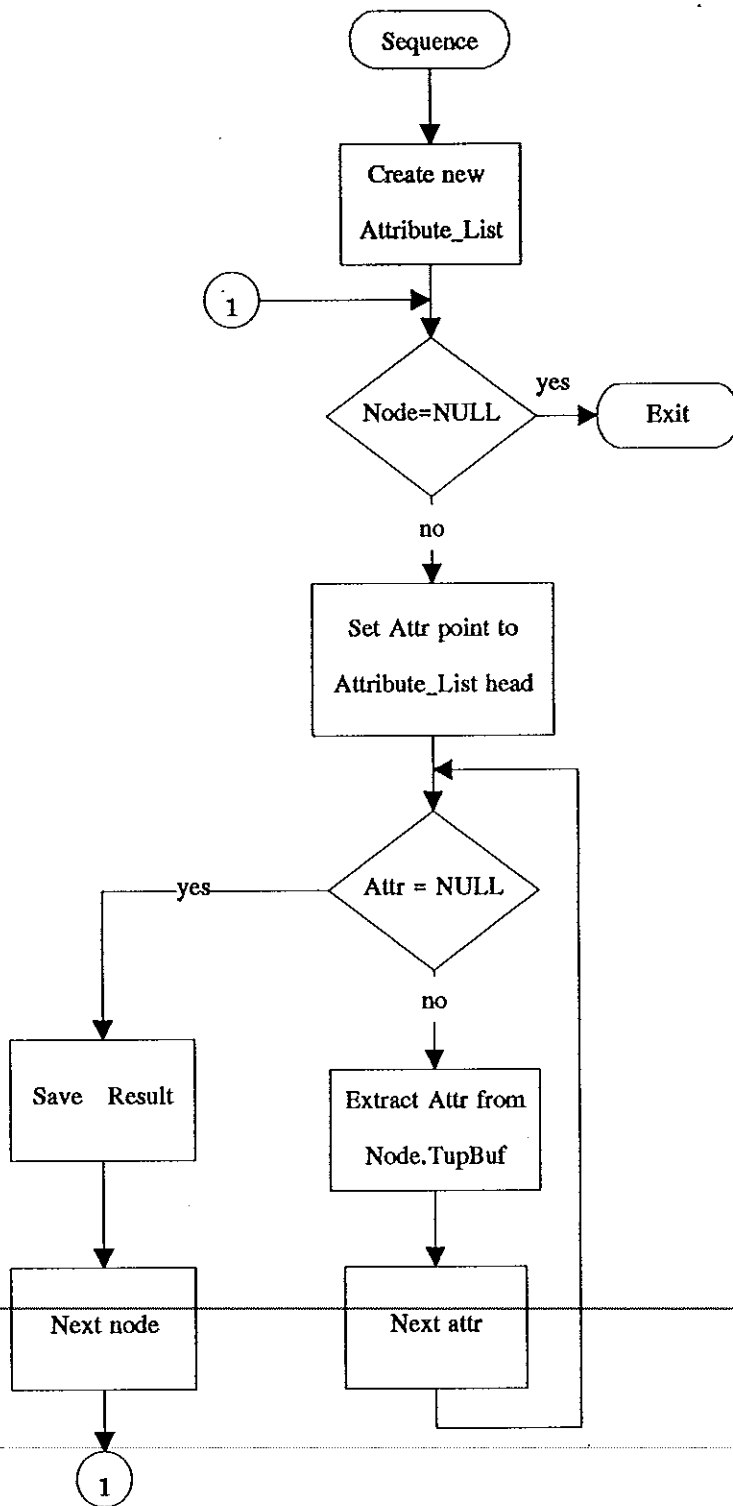 Sequence
Create new
Attribute_List
1
Node=NULL
yes
Exit
no
Set Attr point to
Attribute_List head
Attr = NULL
yes
no
Save Result
Extract Attr from
Node.TupBuf
Next node
Next attr
1